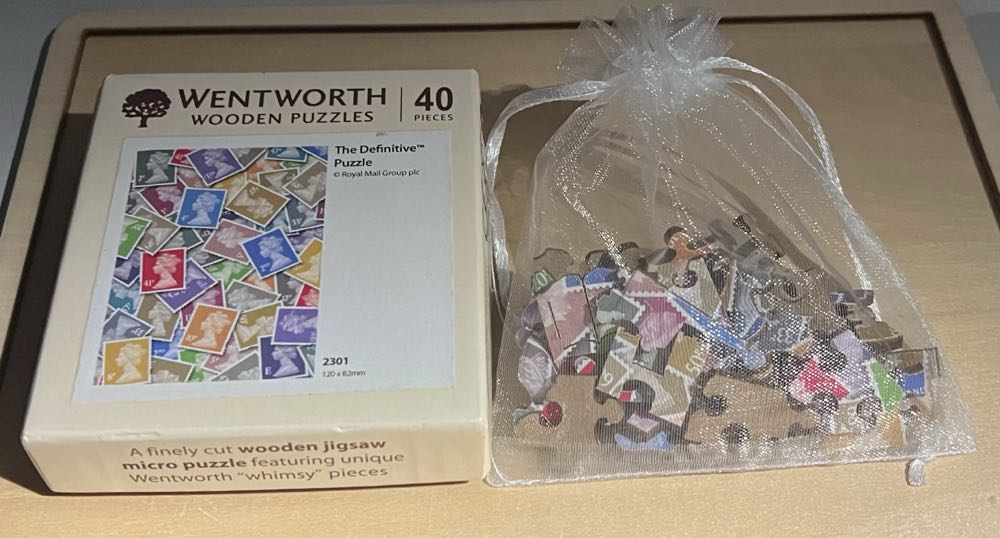 WENTWORTH
WOODEN PUZZLES
40
PIECES
The Definitive™
Puzzle
© Royal Mail Group plc
2301
120 x 82mm
A finely cut wooden jigsaw
micro puzzle featuring unique
Wentworth "whimsy" pieces